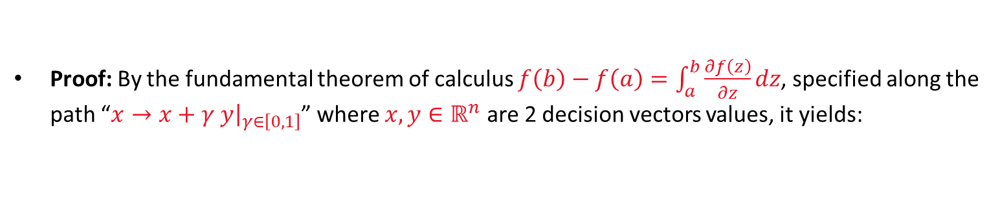 • Proof: By the fundamental theorem of calculus f(b) − f(a) = ∫_a^b ∂f(z)/∂z dz, specified along the
path “x → x + γ y|_{γ∈[0,1]}” where x, y ∈ ℝⁿ are 2 decision vectors values, it yields: